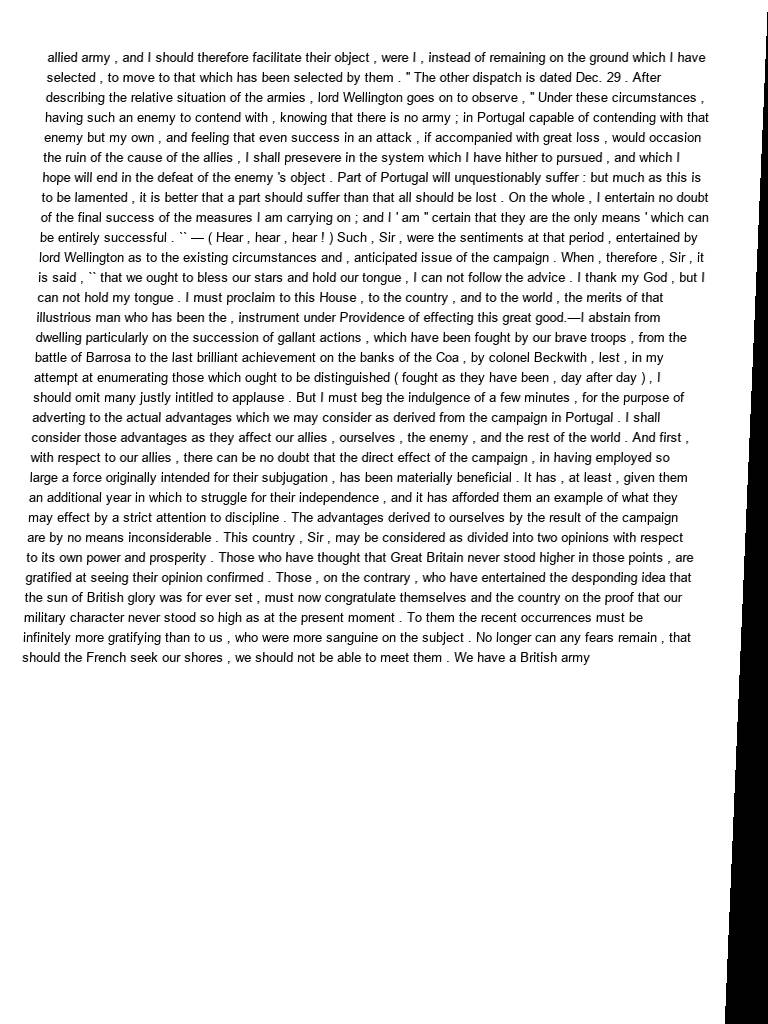 allied army , and I should therefore facilitate their object , were I , instead of remaining on the ground which I have
selected , to move to that which has been selected by them . " The other dispatch is dated Dec. 29 . After
describing the relative situation of the armies , lord Wellington goes on to observe , " Under these circumstances ,
having such an enemy to contend with , knowing that there is no army ; in Portugal capable of contending with that
enemy but my own , and feeling that even success in an attack , if accompanied with great loss , would occasion
the ruin of the cause of the allies , I shall presevere in the system which I have hither to pursued , and which I
hope will end in the defeat of the enemy 's object . Part of Portugal will unquestionably suffer : but much as this is
to be lamented , it is better that a part should suffer than that all should be lost . On the whole , I entertain no doubt
of the final success of the measures I am carrying on ; and I ' am " certain that they are the only means ' which can
be entirely successful . `` — ( Hear , hear , hear ! ) Such , Sir , were the sentiments at that period , entertained by
lord Wellington as to the existing circumstances and , anticipated issue of the campaign . When , therefore , Sir , it
is said , `` that we ought to bless our stars and hold our tongue , I can not follow the advice . I thank my God , but I
can not hold my tongue . I must proclaim to this House , to the country , and to the world , the merits of that
illustrious man who has been the , instrument under Providence of effecting this great good.—I abstain from
dwelling particularly on the succession of gallant actions , which have been fought by our brave troops , from the
battle of Barrosa to the last brilliant achievement on the banks of the Coa , by colonel Beckwith , lest , in my
attempt at enumerating those which ought to be distinguished ( fought as they have been , day after day ) , I
should omit many justly intitled to applause . But I must beg the indulgence of a few minutes , for the purpose of
adverting to the actual advantages which we may consider as derived from the campaign in Portugal . I shall
consider those advantages as they affect our allies , ourselves , the enemy , and the rest of the world . And first ,
with respect to our allies , there can be no doubt that the direct effect of the campaign , in having employed so
large a force originally intended for their subjugation , has been materially beneficial . It has , at least , given them
an additional year in which to struggle for their independence , and it has afforded them an example of what they
may effect by a strict attention to discipline . The advantages derived to ourselves by the result of the campaign
are by no means inconsiderable . This country , Sir , may be considered as divided into two opinions with respect
to its own power and prosperity . Those who have thought that Great Britain never stood higher in those points , are
gratified at seeing their opinion confirmed . Those , on the contrary , who have entertained the desponding idea that
the sun of British glory was for ever set , must now congratulate themselves and the country on the proof that our
military character never stood so high as at the present moment . To them the recent occurrences must be
infinitely more gratifying than to us , who were more sanguine on the subject . No longer can any fears remain , that
should the French seek our shores , we should not be able to meet them . We have a British army